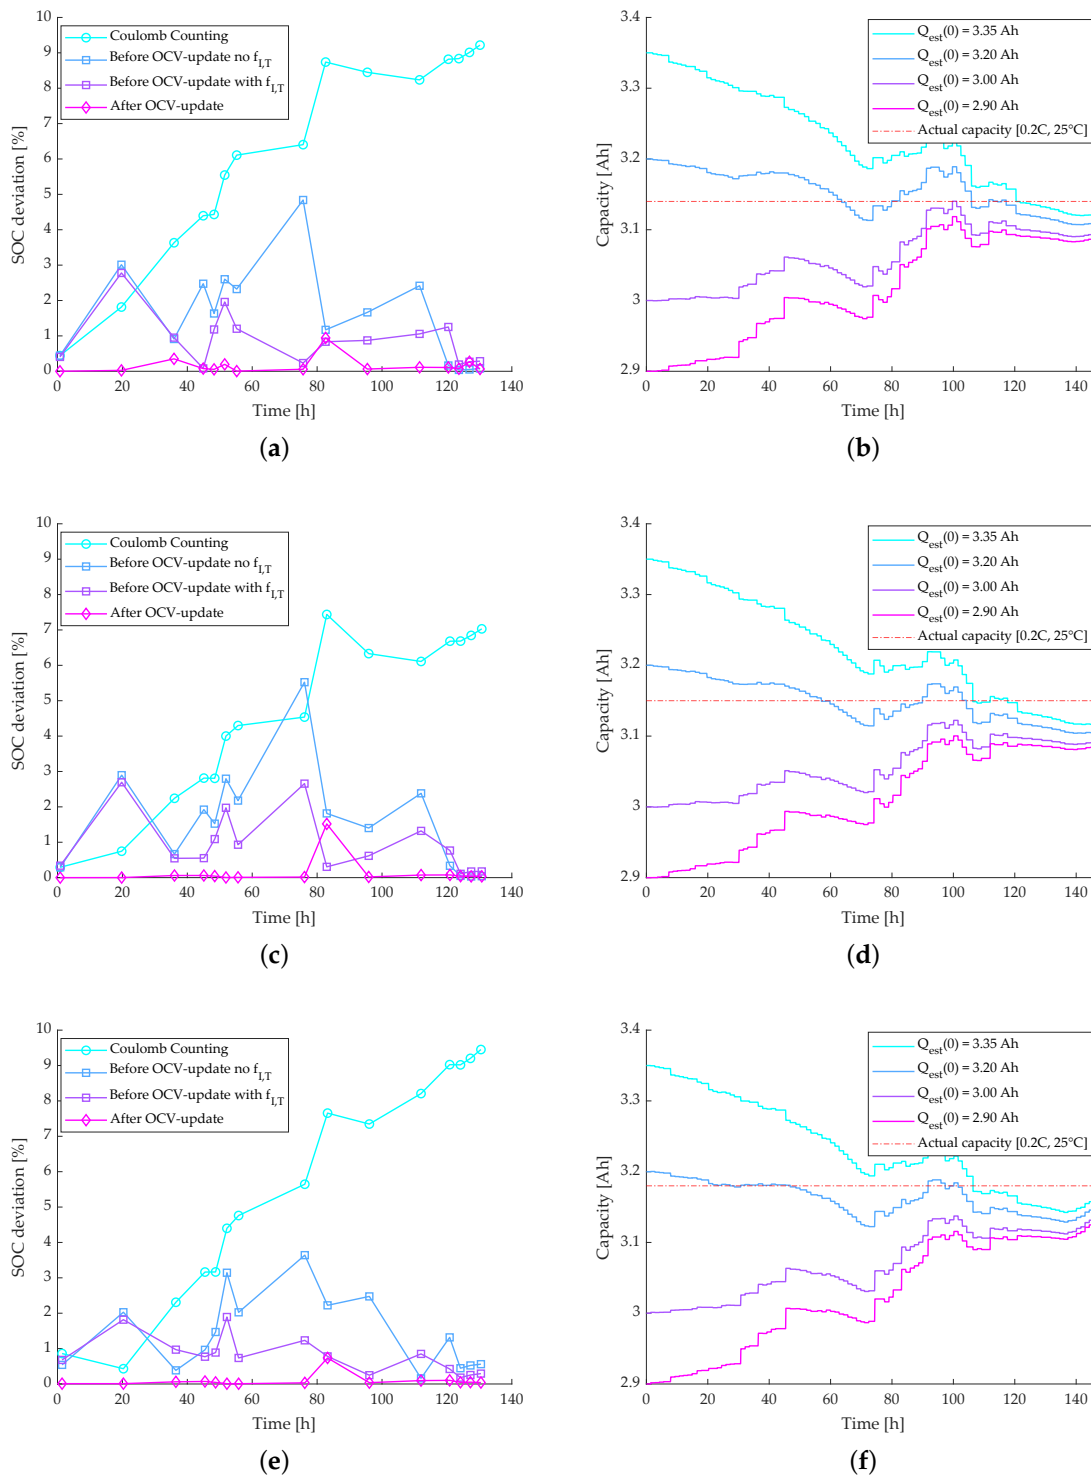 10
9
8
7
6
5
4
3
2
1
0
SOC deviation [%]
Coulomb Counting
Before OCV-update no f_I,T
Before OCV-update with f_I,T
After OCV-update
0 20 40 60 80 100 120 140
Time [h]
(a)
3.4
3.3
3.2
3.1
3
2.9
Capacity [Ah]
Q_est(0) = 3.35 Ah
Q_est(0) = 3.20 Ah
Q_est(0) = 3.00 Ah
Q_est(0) = 2.90 Ah
Actual capacity [0.2C, 25°C]
0 20 40 60 80 100 120 140
Time [h]
(b)
10
9
8
7
6
5
4
3
2
1
0
SOC deviation [%]
Coulomb Counting
Before OCV-update no f_I,T
Before OCV-update with f_I,T
After OCV-update
0 20 40 60 80 100 120 140
Time [h]
(c)
3.4
3.3
3.2
3.1
3
2.9
Capacity [Ah]
Q_est(0) = 3.35 Ah
Q_est(0) = 3.20 Ah
Q_est(0) = 3.00 Ah
Q_est(0) = 2.90 Ah
Actual capacity [0.2C, 25°C]
0 20 40 60 80 100 120 140
Time [h]
(d)
10
9
8
7
6
5
4
3
2
1
0
SOC deviation [%]
Coulomb Counting
Before OCV-update no f_I,T
Before OCV-update with f_I,T
After OCV-update
0 20 40 60 80 100 120 140
Time [h]
(e)
3.4
3.3
3.2
3.1
3
2.9
Capacity [Ah]
Q_est(0) = 3.35 Ah
Q_est(0) = 3.20 Ah
Q_est(0) = 3.00 Ah
Q_est(0) = 2.90 Ah
Actual capacity [0.2C, 25°C]
0 20 40 60 80 100 120 140
Time [h]
(f)